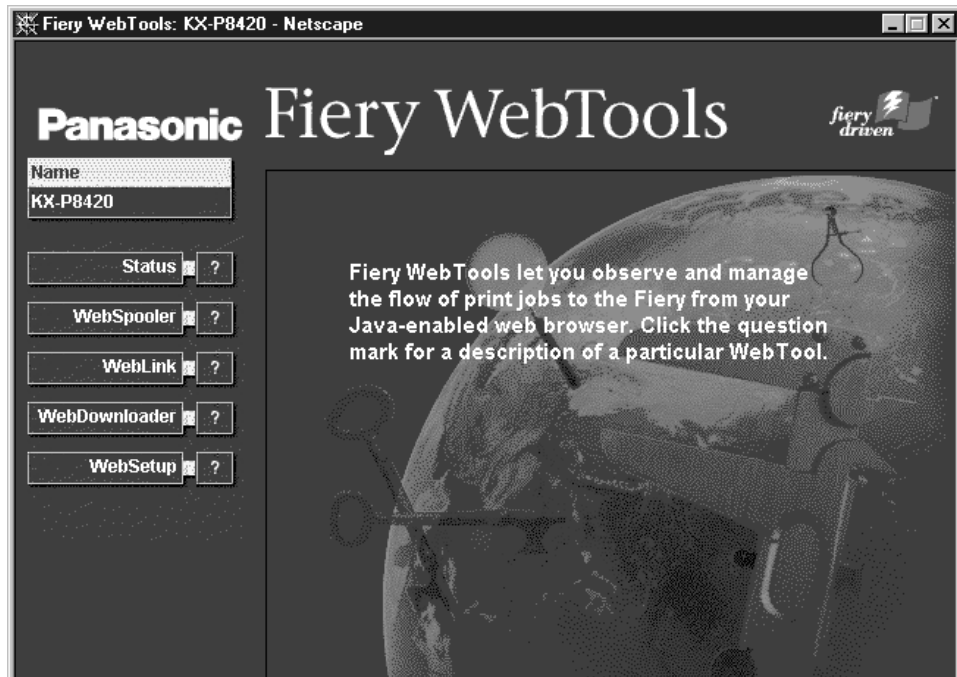 Fiery WebTools: KX-P8420 - Netscape
Panasonic
Fiery WebTools
fiery
driven
Name
KX-P8420
Status ?
WebSpooler ?
WebLink ?
WebDownloader ?
WebSetup ?
Fiery WebTools let you observe and manage
the flow of print jobs to the Fiery from your
Java-enabled web browser. Click the question
mark for a description of a particular WebTool.